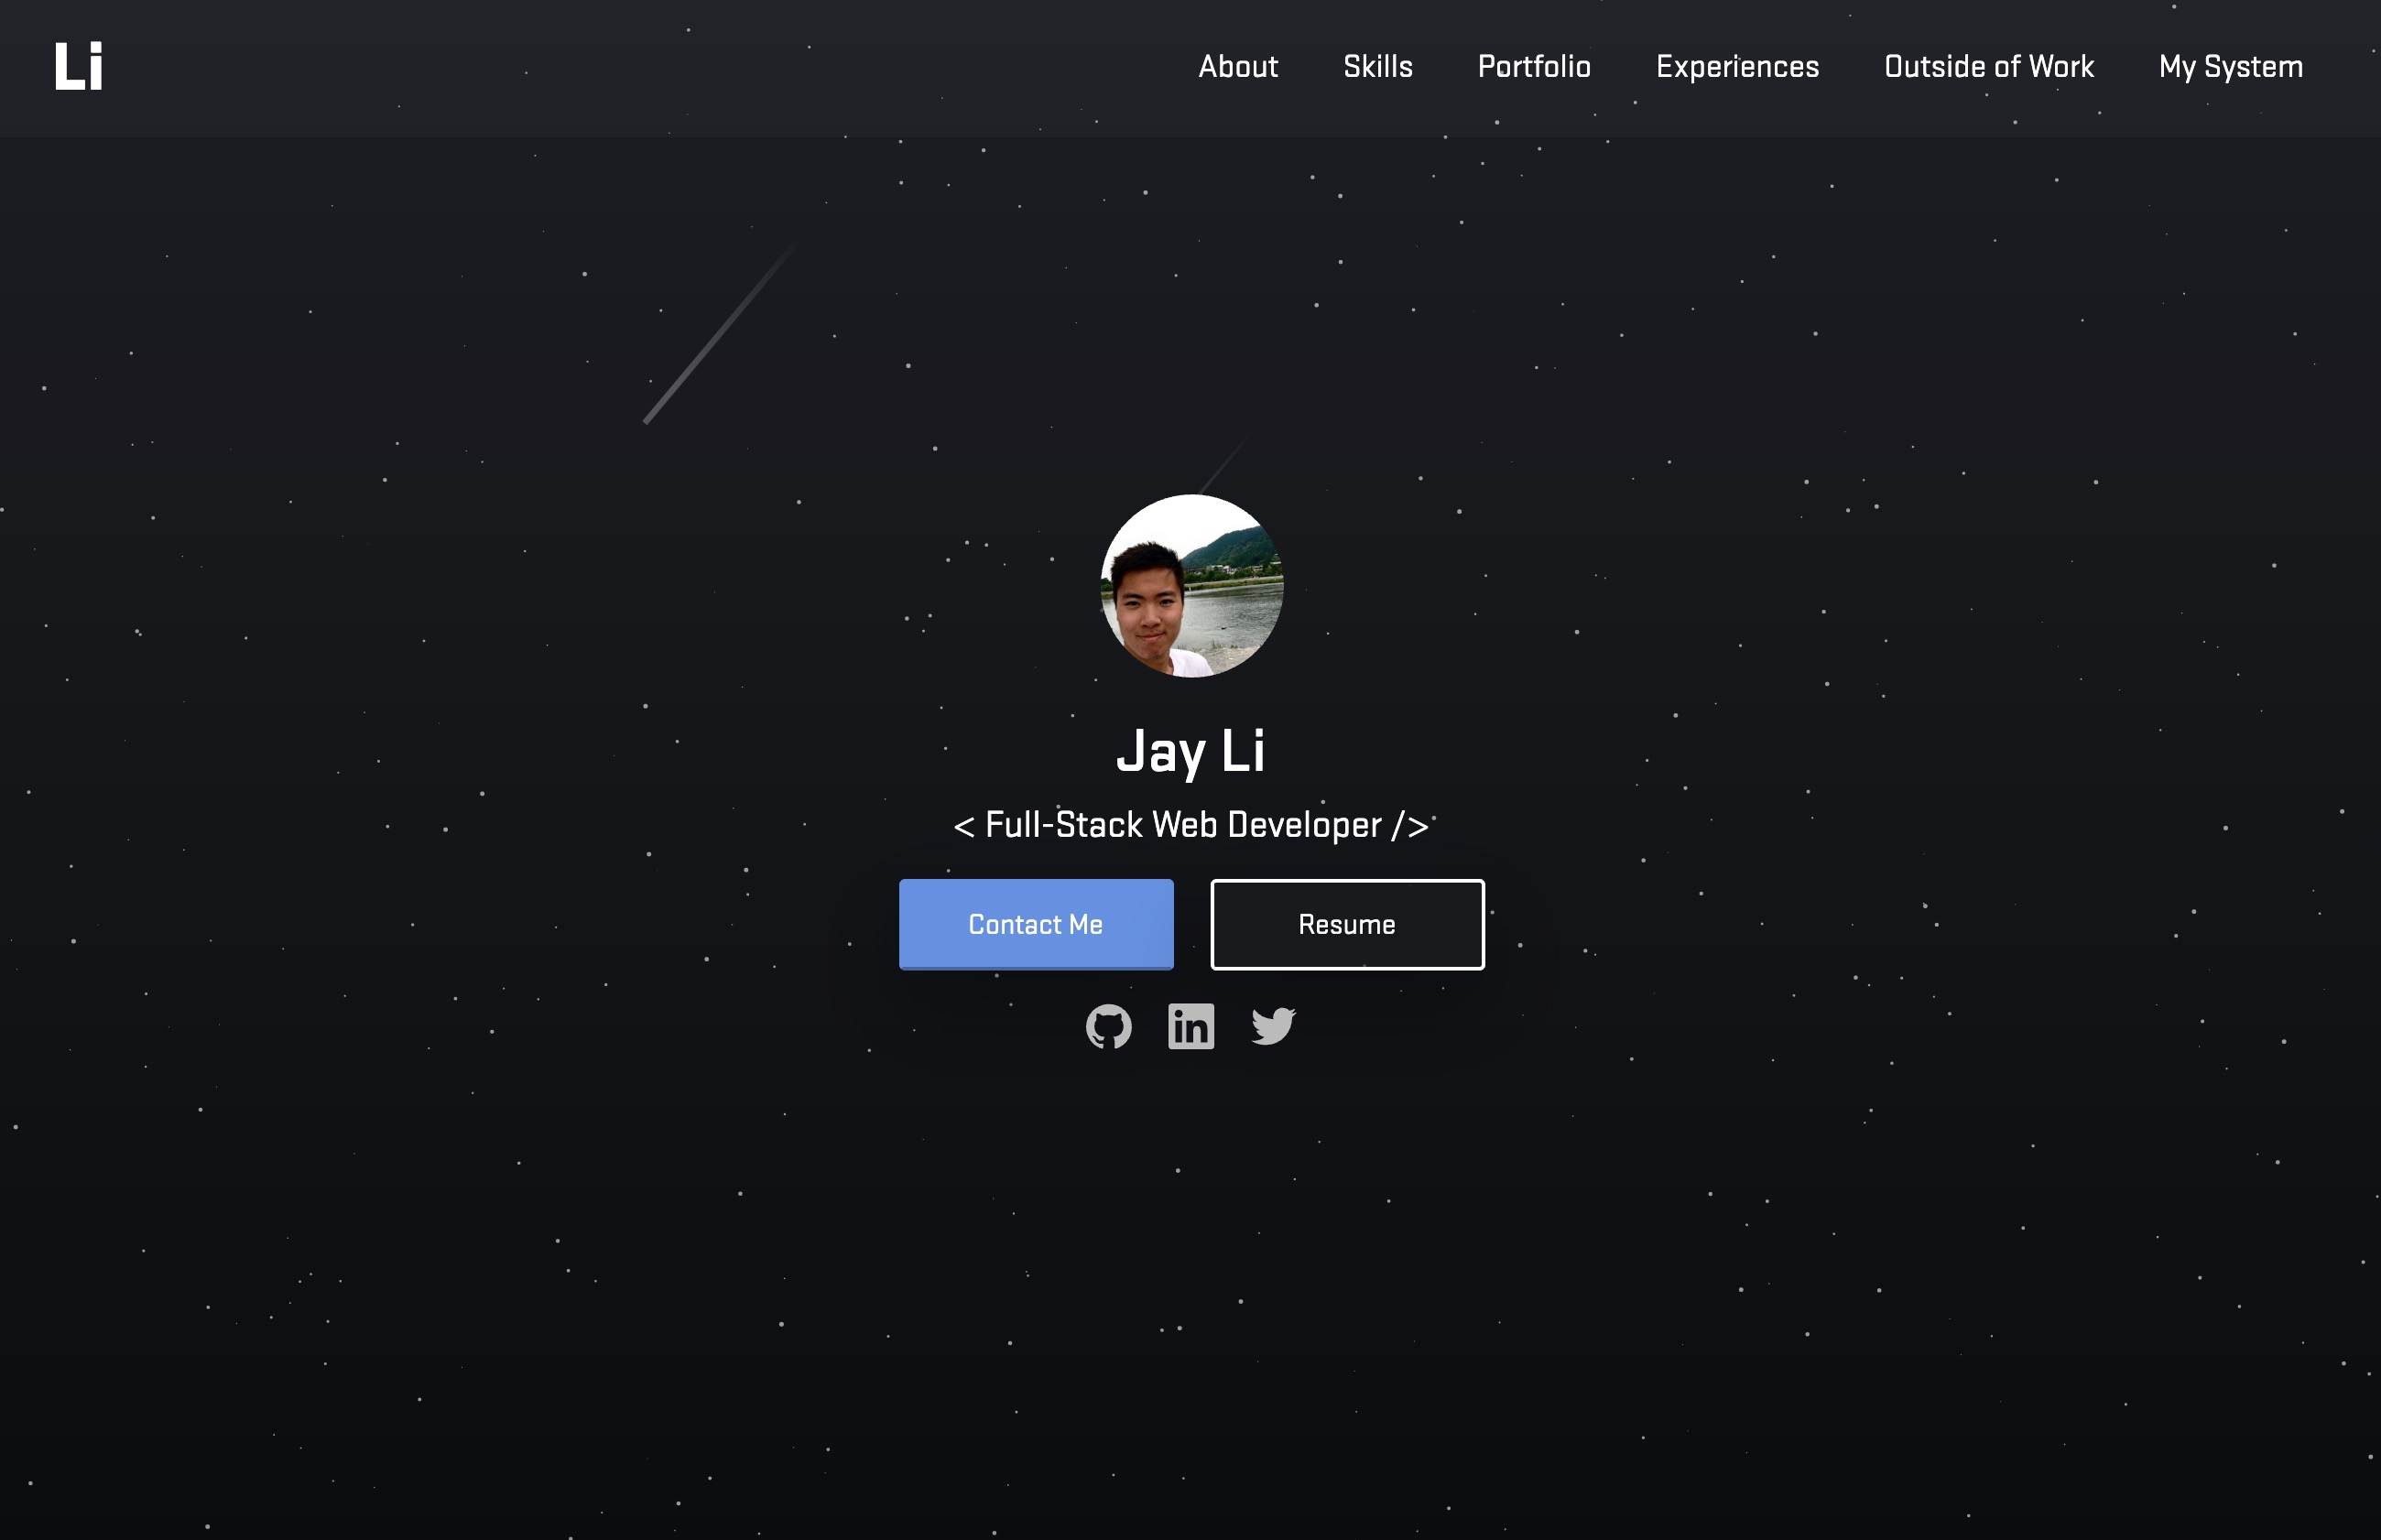 Li
About Skills Portfolio Experiences Outside of Work My System
Jay Li
< Full-Stack Web Developer />
Contact Me Resume
in